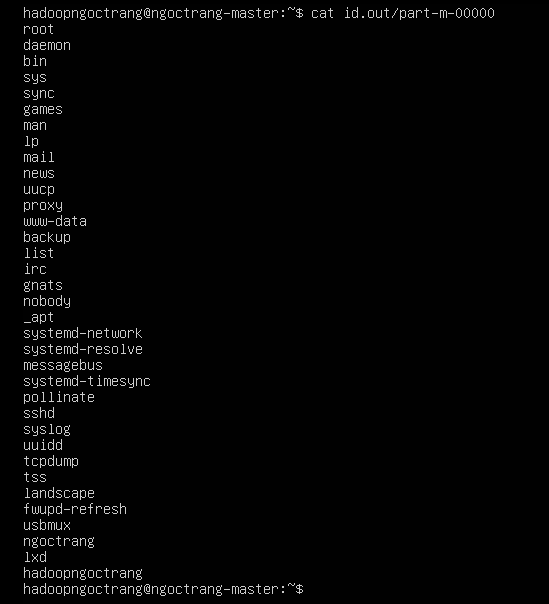 hadoopngoctrang@ngoctrang-master:~$ cat id.out/part-m-00000
root
daemon
bin
sys
sync
games
man
lp
mail
news
uucp
proxy
www-data
backup
list
irc
gnats
nobody
_apt
systemd-network
systemd-resolve
messagebus
systemd-timesync
pollinate
sshd
syslog
uuidd
tcpdump
tss
landscape
fwupd-refresh
usbmux
ngoctrang
lxd
hadoopngoctrang
hadoopngoctrang@ngoctrang-master:~$